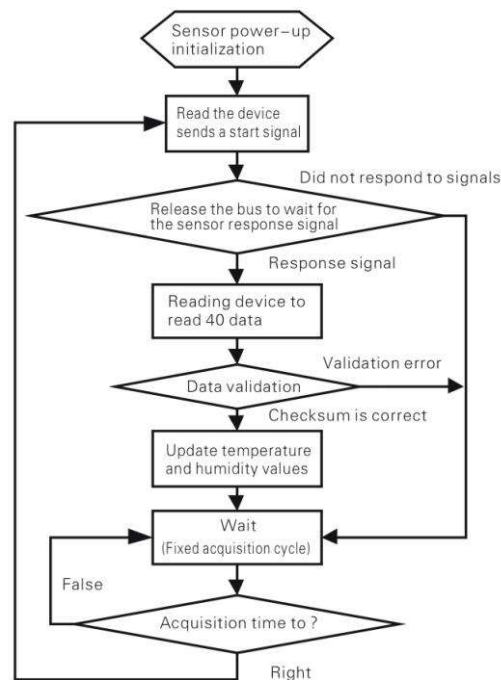 Sensor power-up
initialization
Read the device
sends a start signal
Did not respond to signals
Release the bus to wait for
the sensor response signal
Response signal
Reading device to
read 40 data
Validation error
Data validation
Checksum is correct
Update temperature
and humidity values
Wait
(Fixed acquisition cycle)
False
Acquisition time to ?
Right